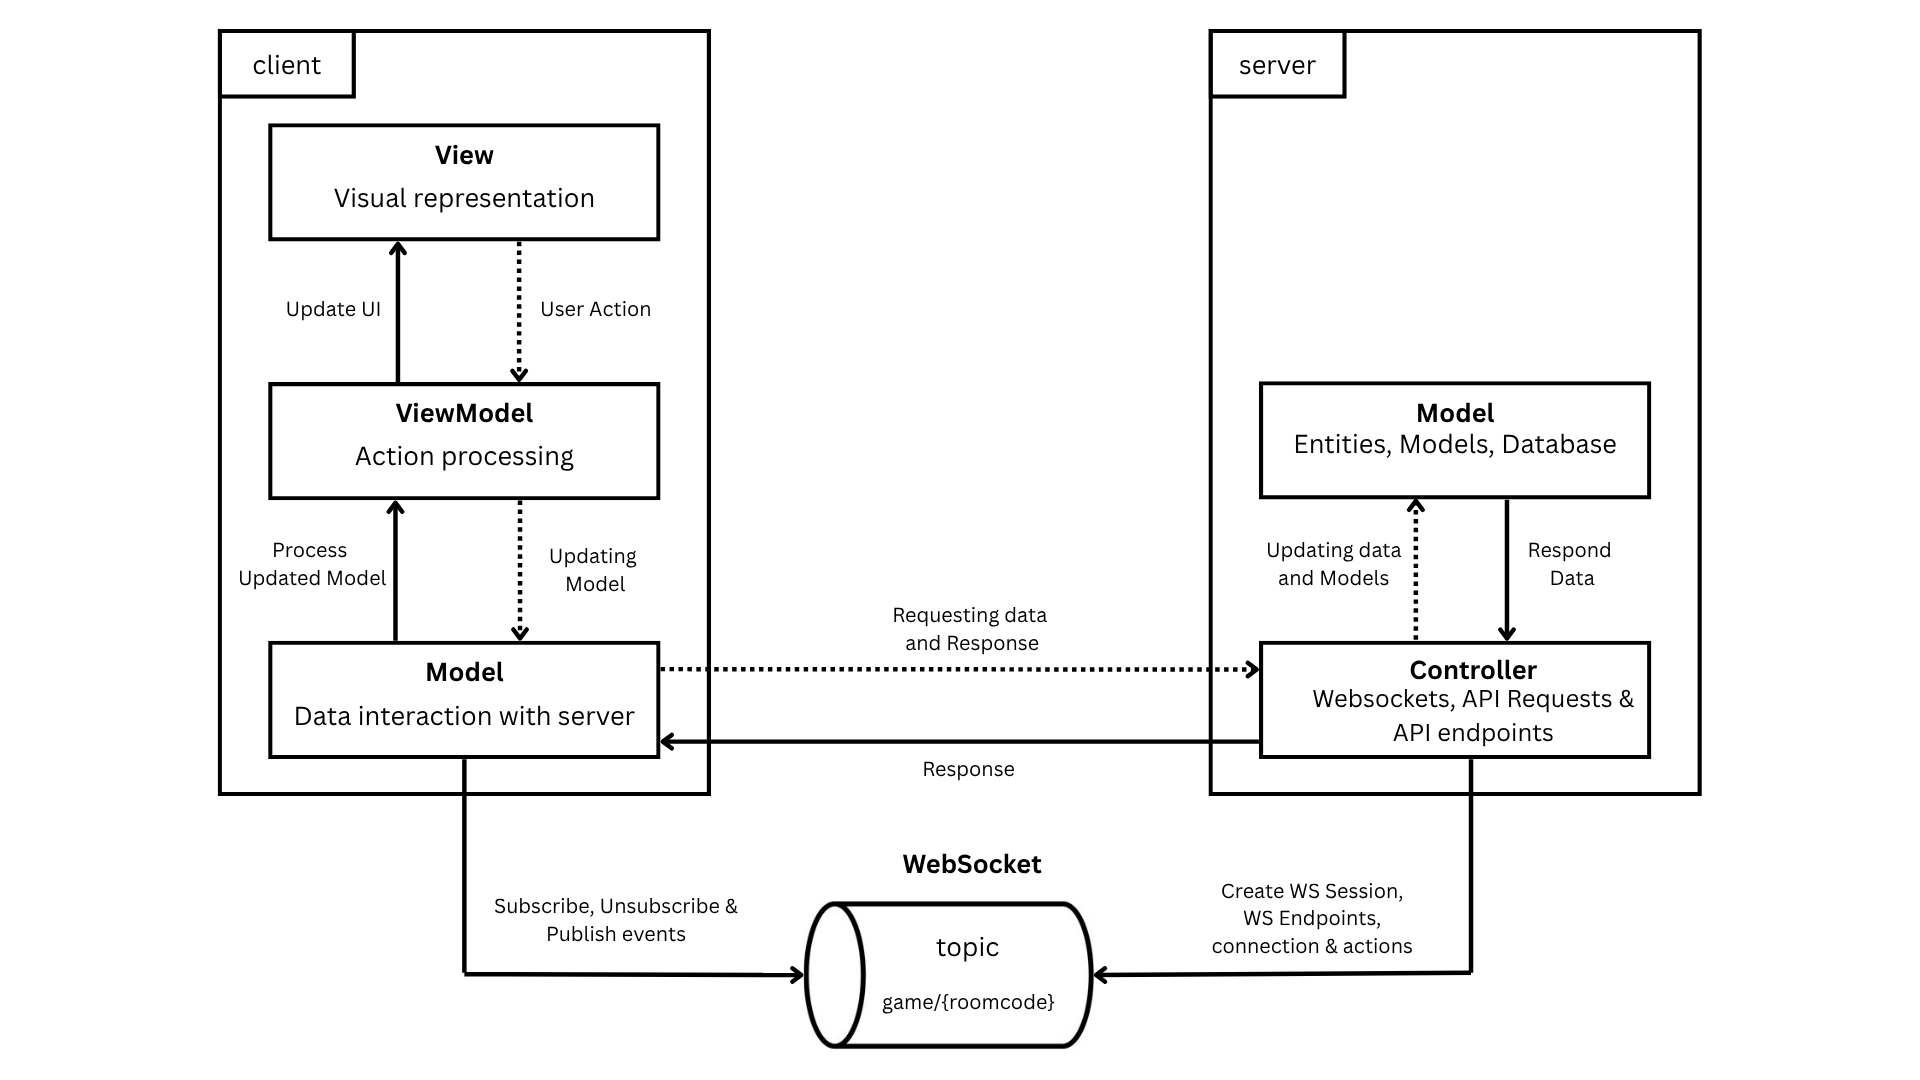 client
View
Visual representation
Update UI
User Action
ViewModel
Action processing
Process
Updated Model
Updating
Model
Model
Data interaction with server
Requesting data
and Response
Response
server
Model
Entities, Models, Database
Updating data
and Models
Respond
Data
Controller
Websockets, API Requests &
API endpoints
WebSocket
Subscribe, Unsubscribe &
Publish events
topic
game/{roomcode}
Create WS Session,
WS Endpoints,
connection & actions